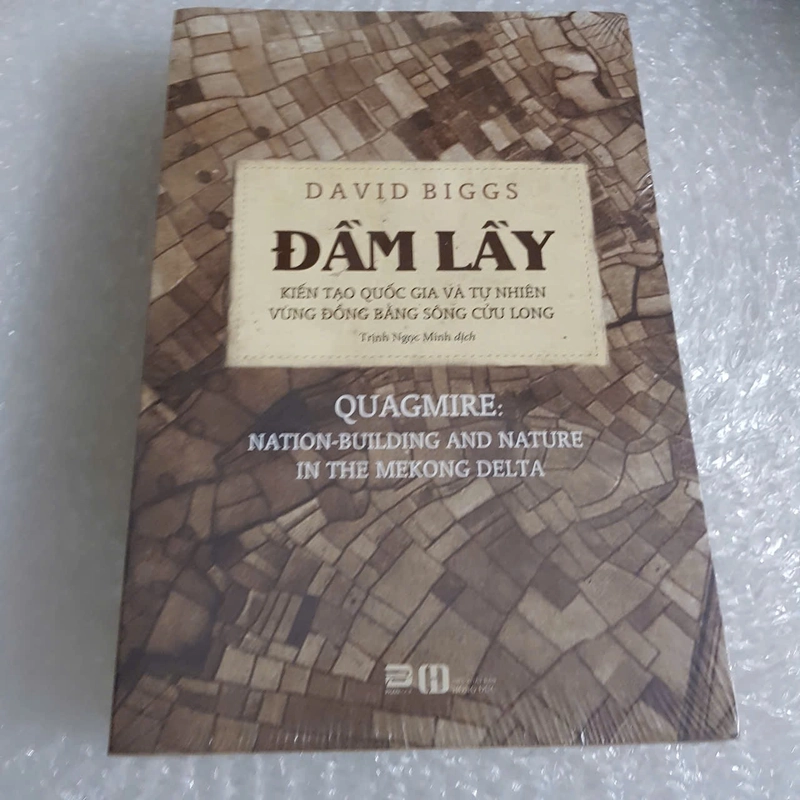 DAVID BIGGS
ĐẦM LẦY
KIẾN TẠO QUỐC GIA VÀ TỰ NHIÊN
VÙNG ĐỒNG BẰNG SÔNG CỬU LONG
Trịnh Ngọc Minh dịch
QUAGMIRE:
NATION-BUILDING AND NATURE
IN THE MEKONG DELTA